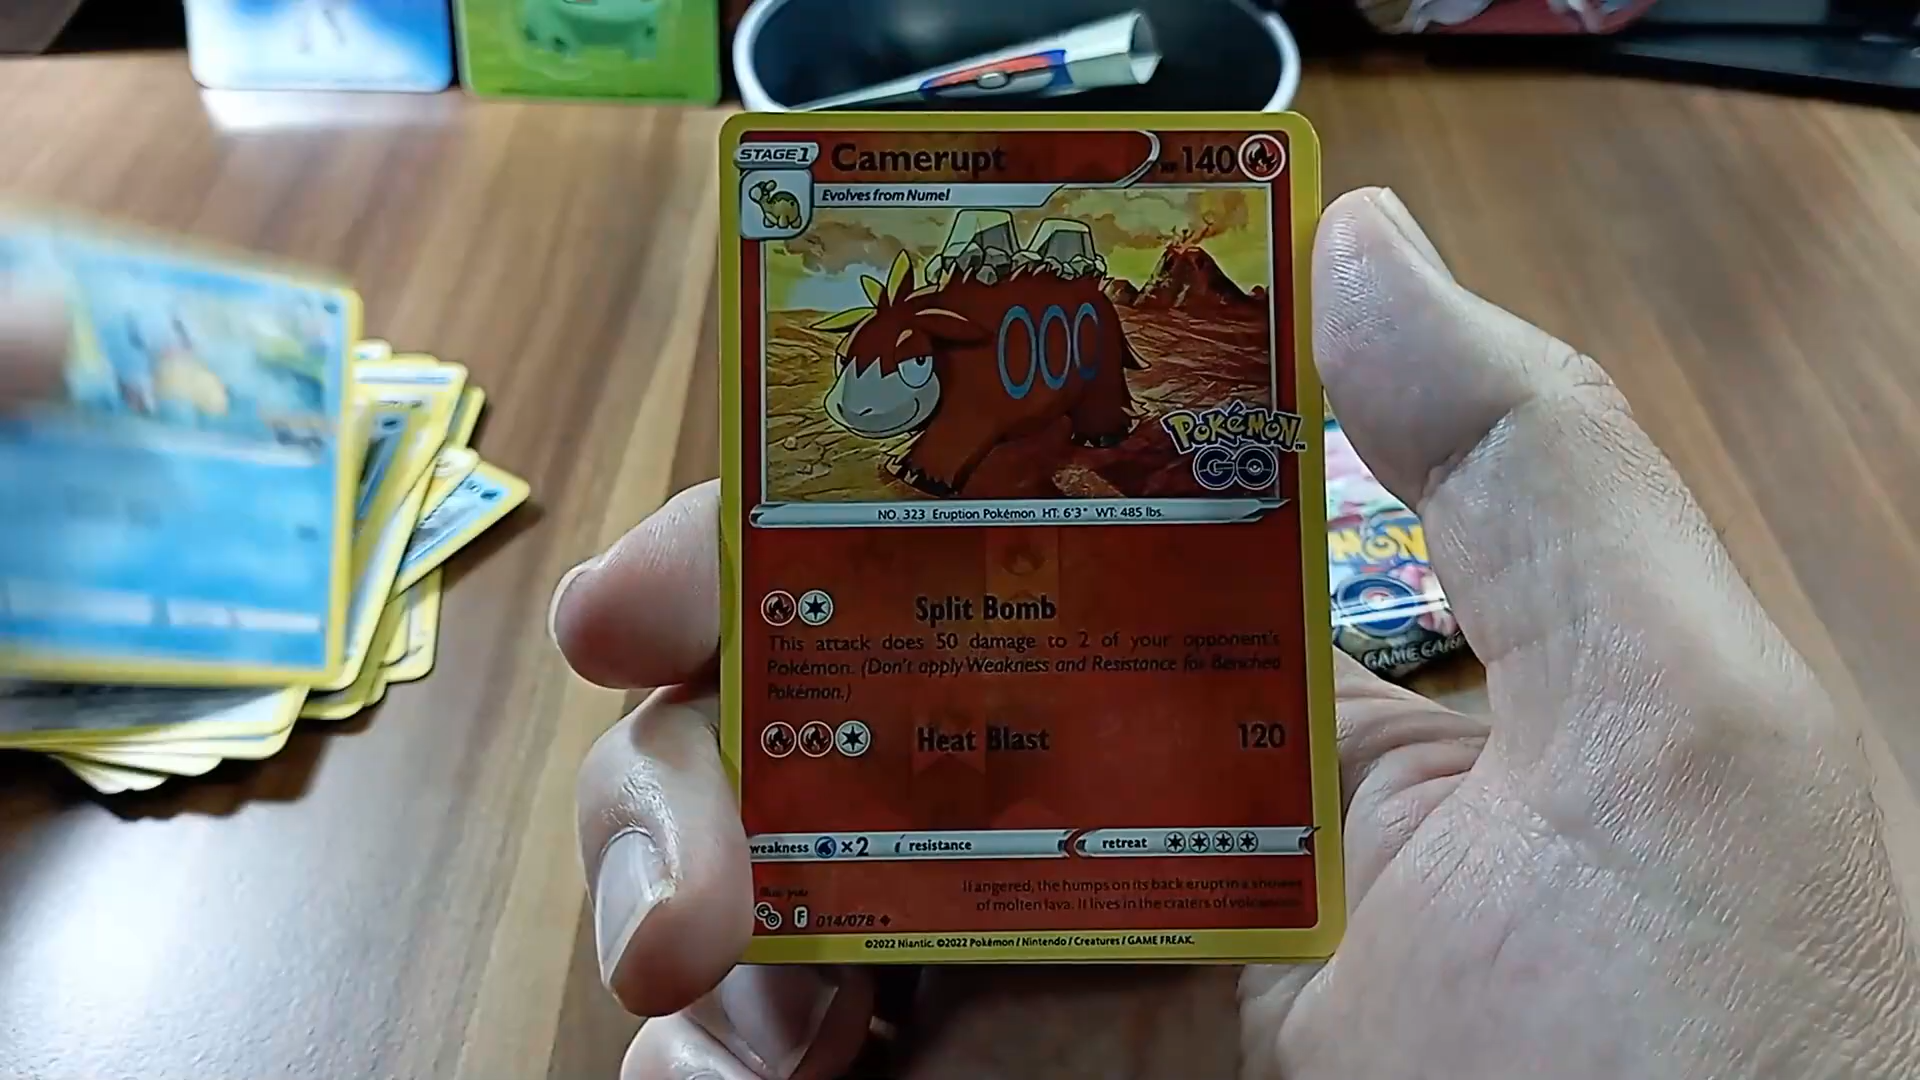 STAGE1
Camerupt
140
Evolves from Numel
POKÉMON
GO
NO. 323 Eruption Pokémon HT: 6'3" WT: 485 lbs.
Split Bomb
This attack does 50 damage to 2 of your opponent's
Pokémon. (Don't apply Weakness and Resistance for Benched
Pokémon.)
Heat Blast 120
weakness ×2 resistance retreat
If angered, the humps on its back erupt in a shower
of molten lava. It lives in the craters of
F 014/078
©2022 Niantic. ©2022 Pokémon / Nintendo / Creatures / GAME FREAK.
MON
GAME CAR